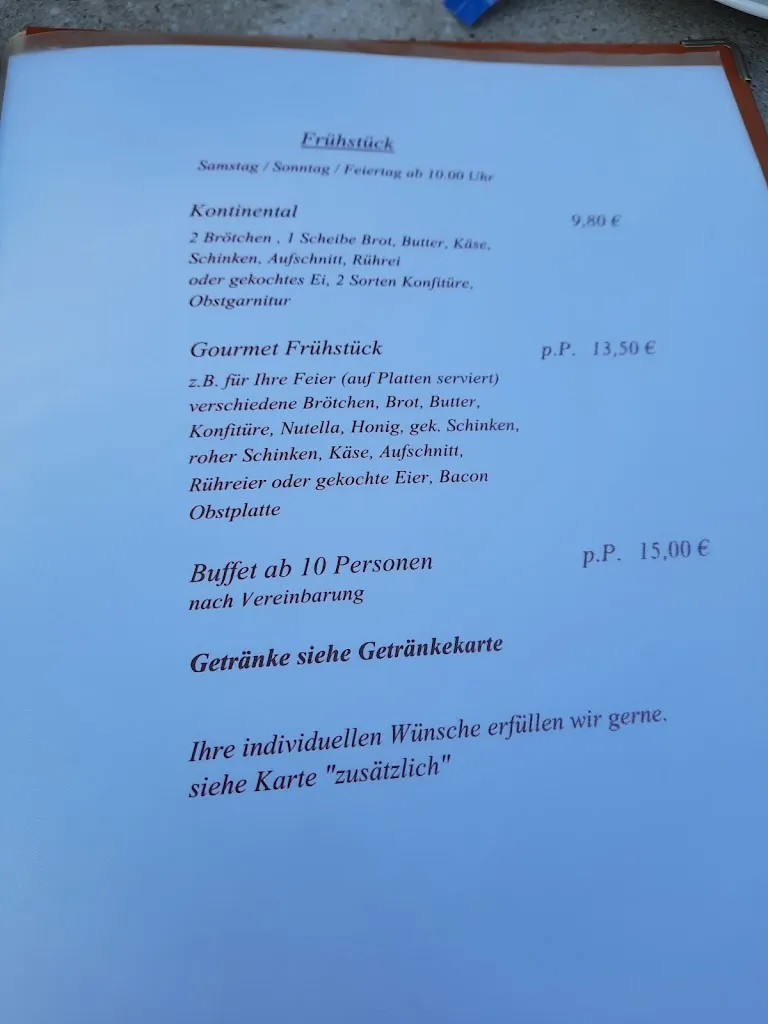 Frühstück
Samstag / Sonntag / Feiertag ab 10.00 Uhr
Kontinental 9,80 €
2 Brötchen , 1 Scheibe Brot, Butter, Käse,
Schinken, Aufschnitt, Rührei
oder gekochtes Ei, 2 Sorten Konfitüre,
Obstgarnitur
Gourmet Frühstück p.P. 13,50 €
z.B. für Ihre Feier (auf Platten serviert)
verschiedene Brötchen, Brot, Butter,
Konfitüre, Nutella, Honig, gek. Schinken,
roher Schinken, Käse, Aufschnitt,
Rühreier oder gekochte Eier, Bacon
Obstplatte
Buffet ab 10 Personen p.P. 15,00 €
nach Vereinbarung
Getränke siehe Getränkekarte
Ihre individuellen Wünsche erfüllen wir gerne.
siehe Karte "zusätzlich"